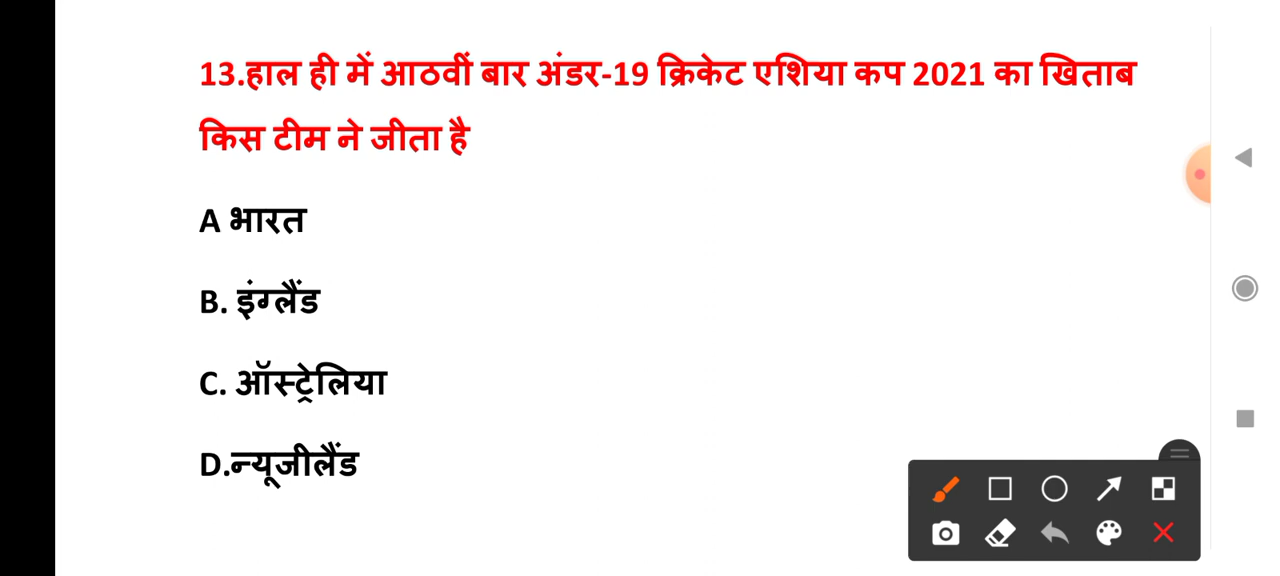 13.हाल ही में आठवीं बार अंडर-19 क्रिकेट एशिया कप 2021 का खिताब
किस टीम ने जीता है
A भारत
B. इंग्लैंड
C. ऑस्ट्रेलिया
D.न्यूजीलैंड